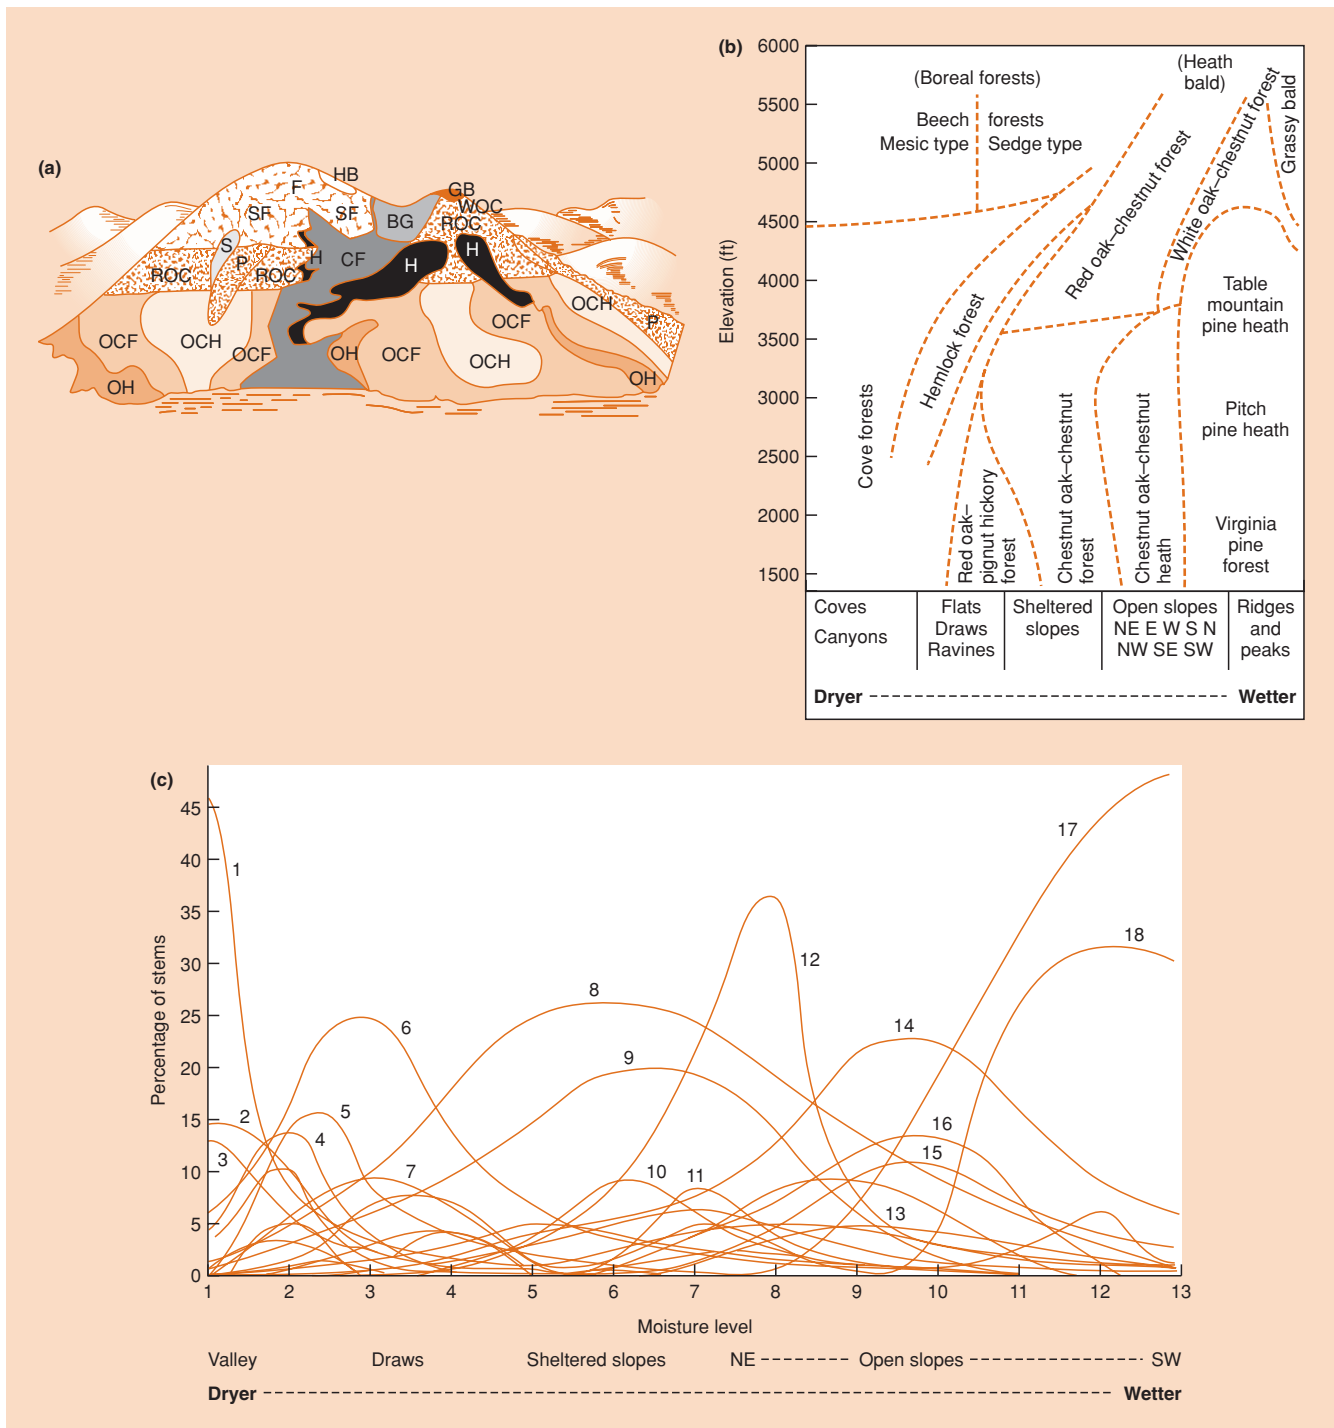 (a)
HB
F
SF
SF
GB
WOC
BG
ROC
S
P
H
CF
H
H
ROC
ROC
OCH
OCF
P
OCF
OCH
OCF
OH
OCF
OCH
OH
OH
(b)
Elevation (ft)
6000
5500
5000
4500
4000
3500
3000
2500
2000
1500
(Boreal forests)
(Heath
bald)
Beech
forests
Mesic type
Sedge type
Grassy bald
White oak–chestnut forest
Red oak–chestnut forest
Hemlock forest
Cove forests
Table
mountain
pine heath
Pitch
pine heath
Virginia
pine
forest
Red oak–
pignut hickory
forest
Chestnut oak–chestnut
forest
Chestnut oak–chestnut
heath
Coves
Canyons
Flats
Draws
Ravines
Sheltered
slopes
Open slopes
NE E W S N
NW SE SW
Ridges
and
peaks
Dryer
Wetter
(c)
Percentage of stems
45
40
35
30
25
20
15
10
5
0
1
2
3
4
5
6
7
8
9
10
11
12
13
14
15
16
17
18
1 2 3 4 5 6 7 8 9 10 11 12 13
Moisture level
Valley Draws Sheltered slopes NE Open slopes SW
Dryer Wetter